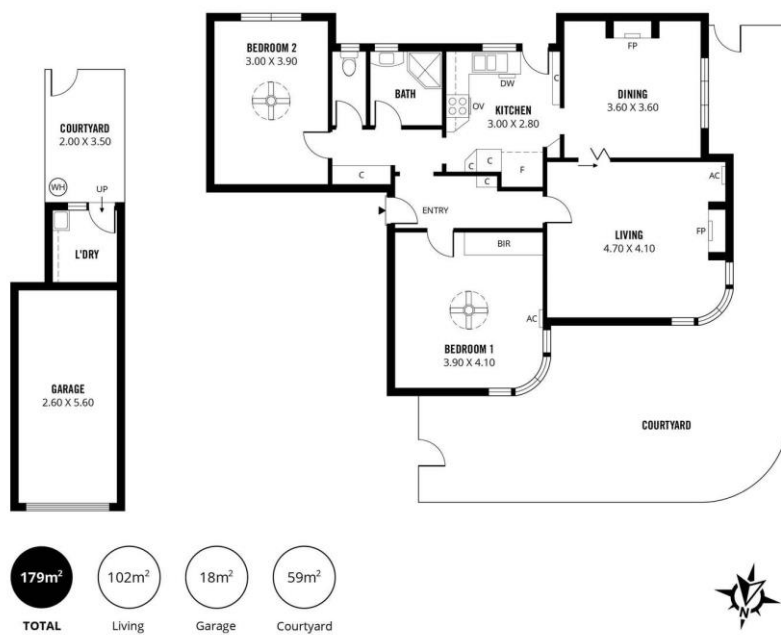 BEDROOM 2
3.00 X 3.90
BATH
DW
OV
KITCHEN
3.00 X 2.80
C
FP
DINING
3.60 X 3.60
COURTYARD
2.00 X 3.50
WH
UP
L'DRY
C
C
C
F
C
ENTRY
AC
LIVING
4.70 X 4.10
FP
BIR
AC
BEDROOM 1
3.90 X 4.10
GARAGE
2.60 X 5.60
COURTYARD
179m²
TOTAL
102m²
Living
18m²
Garage
59m²
Courtyard
N